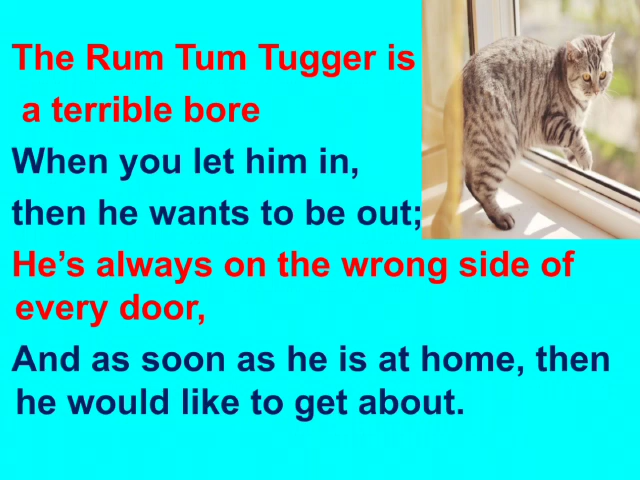 The Rum Tum Tugger is
a terrible bore
When you let him in,
then he wants to be out;
He’s always on the wrong side of
every door,
And as soon as he is at home, then
he would like to get about.